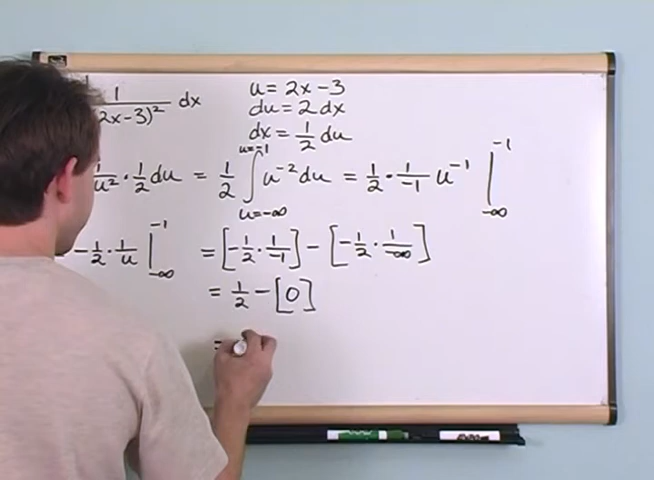 1/(2x-3)² dx
u = 2x-3
du = 2 dx
dx = 1/2 du
1/u² · 1/2 du = 1/2 ∫_{u=-∞}^{u=-1} u⁻² du = 1/2 · 1/-1 u⁻¹ |_{-∞}^{-1}
-1/2 · 1/u |_{-∞}^{-1} = [-1/2 · 1/-1] - [-1/2 · 1/-∞]
= 1/2 - [0]
=